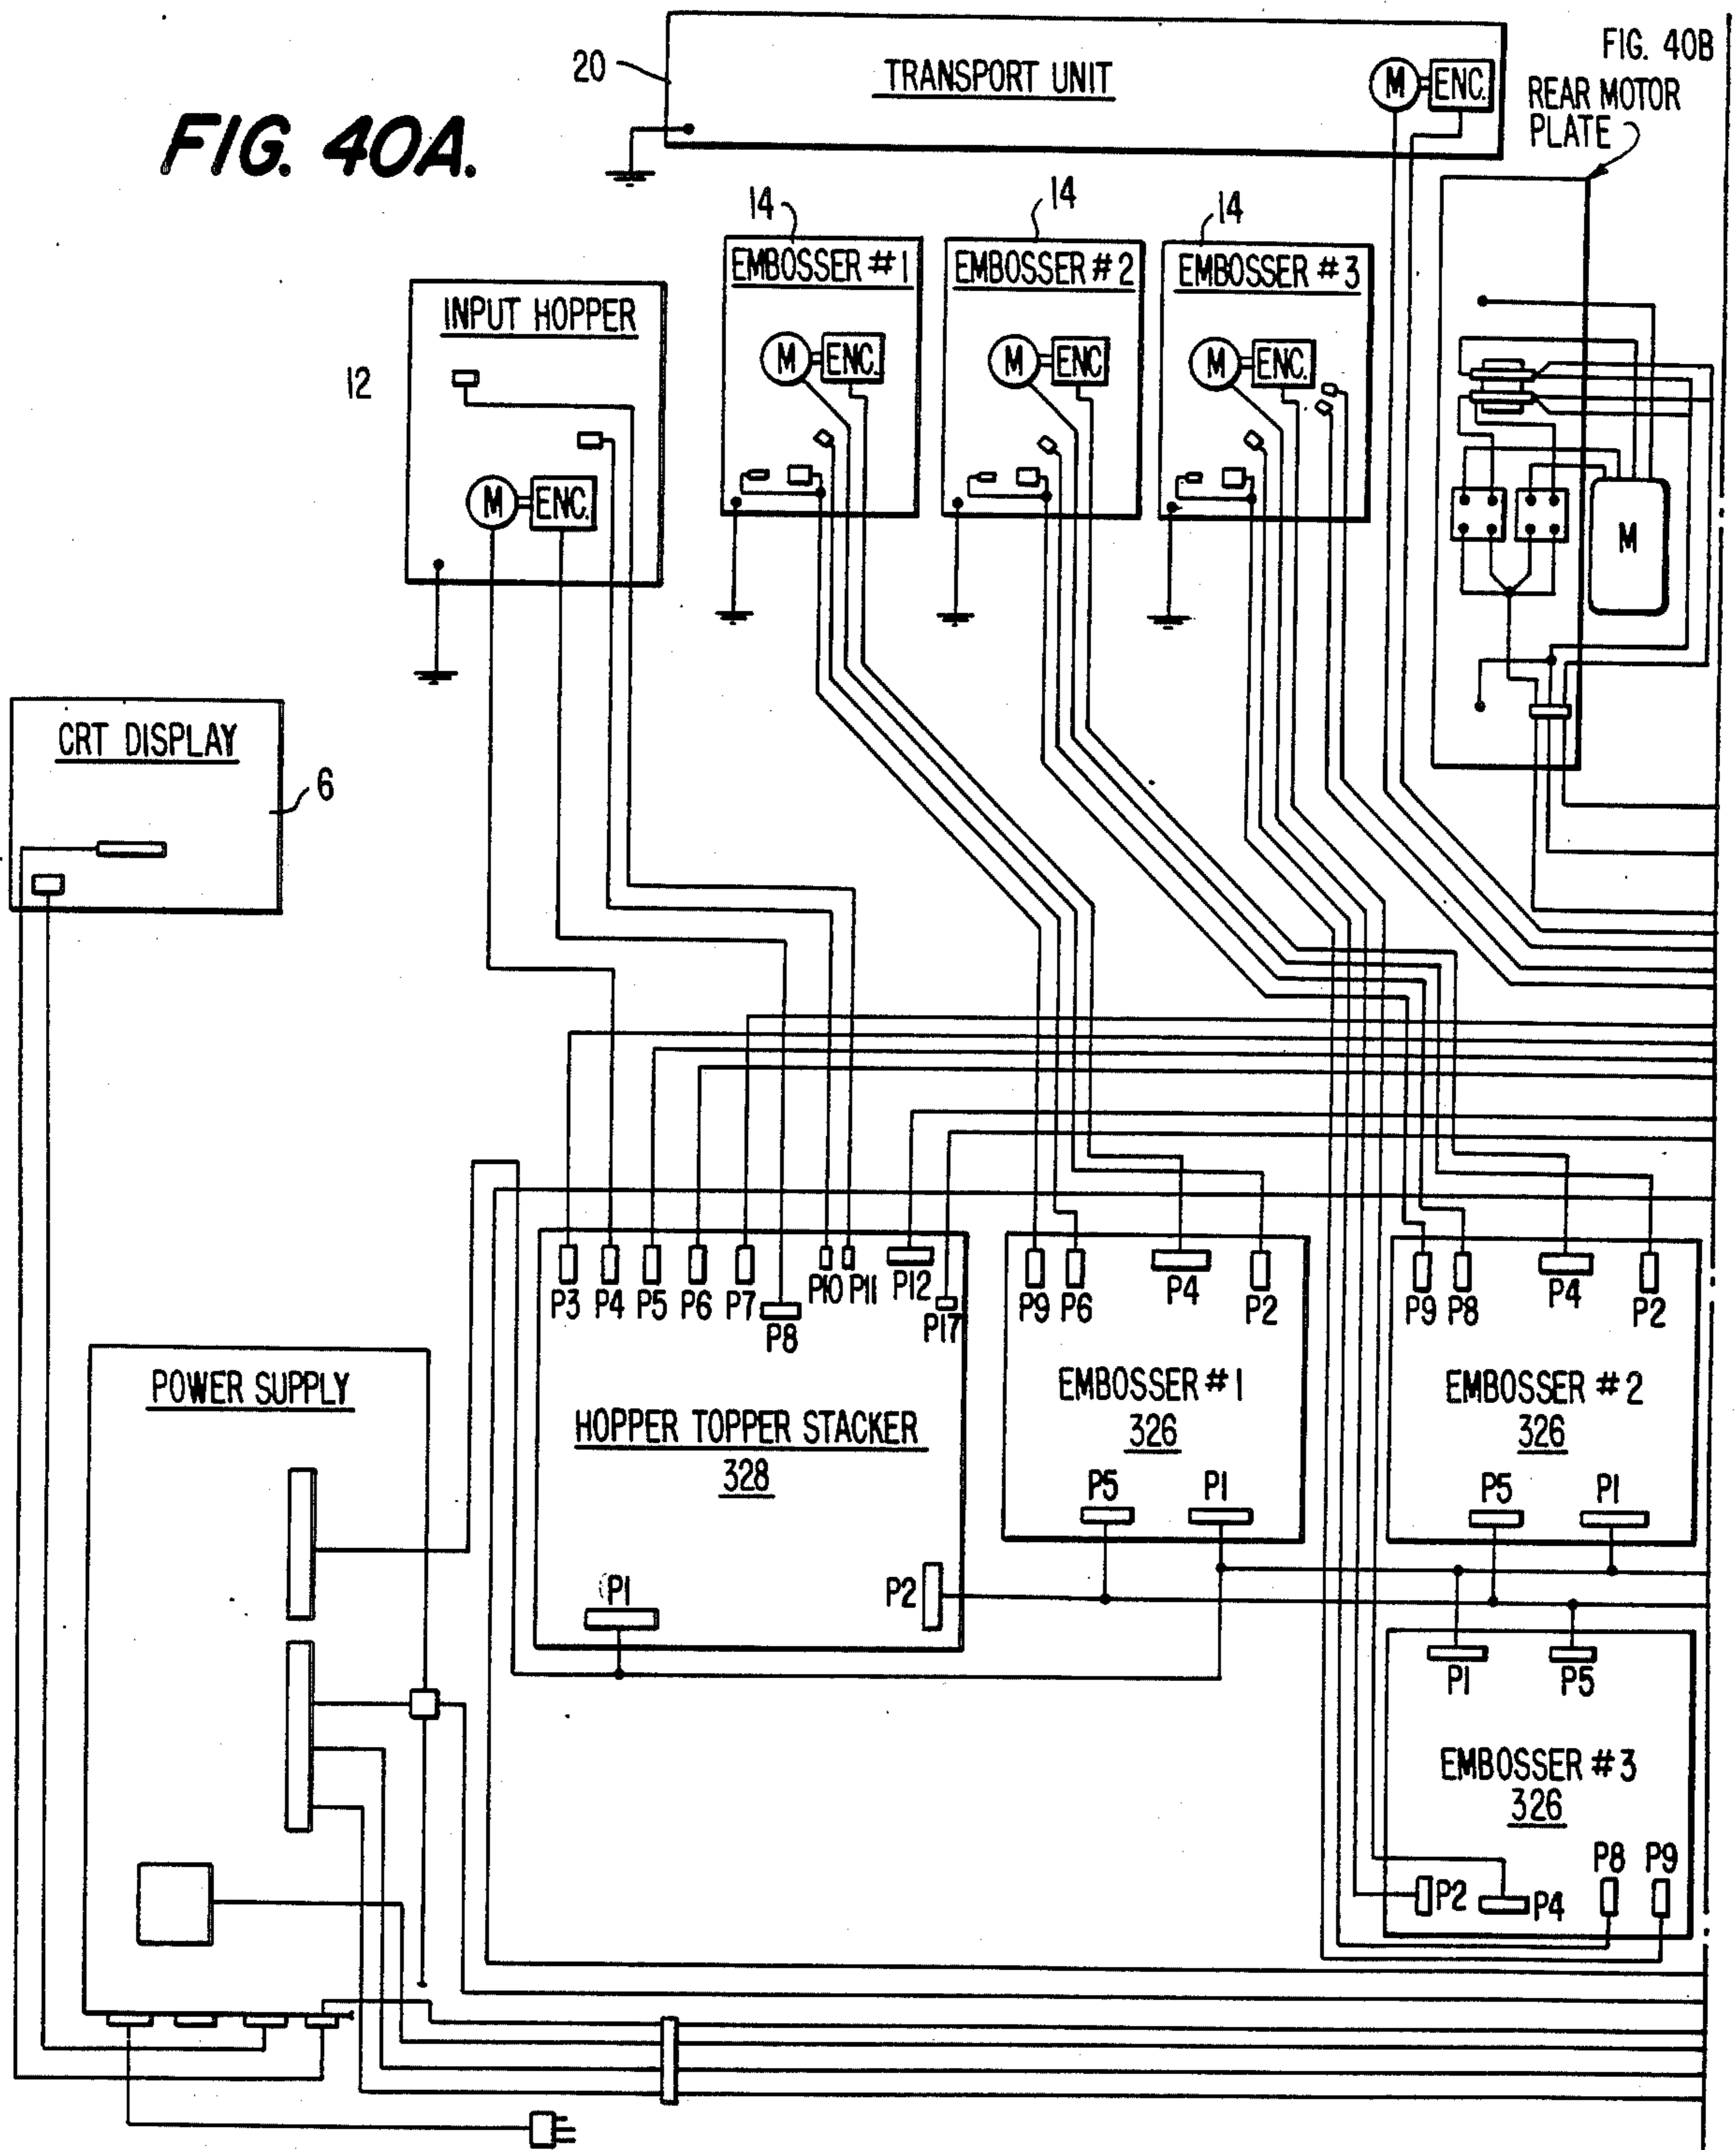 FIG. 40A.
20
TRANSPORT UNIT
M
ENC.
FIG. 40B
REAR MOTOR
PLATE
M
14
EMBOSSER #1
M
ENC.
14
EMBOSSER #2
M
ENC
14
EMBOSSER #3
M
ENC.
INPUT HOPPER
12
M
ENC.
CRT DISPLAY
6
P3
P4
P5
P6
P7
P8
P10
P11
P12
P17
HOPPER TOPPER STACKER
328
P1
P2
P9
P6
P4
P2
EMBOSSER #1
326
P5
P1
P9
P8
P4
P2
EMBOSSER #2
326
P5
P1
P1
P5
EMBOSSER #3
326
P2
P4
P8
P9
POWER SUPPLY